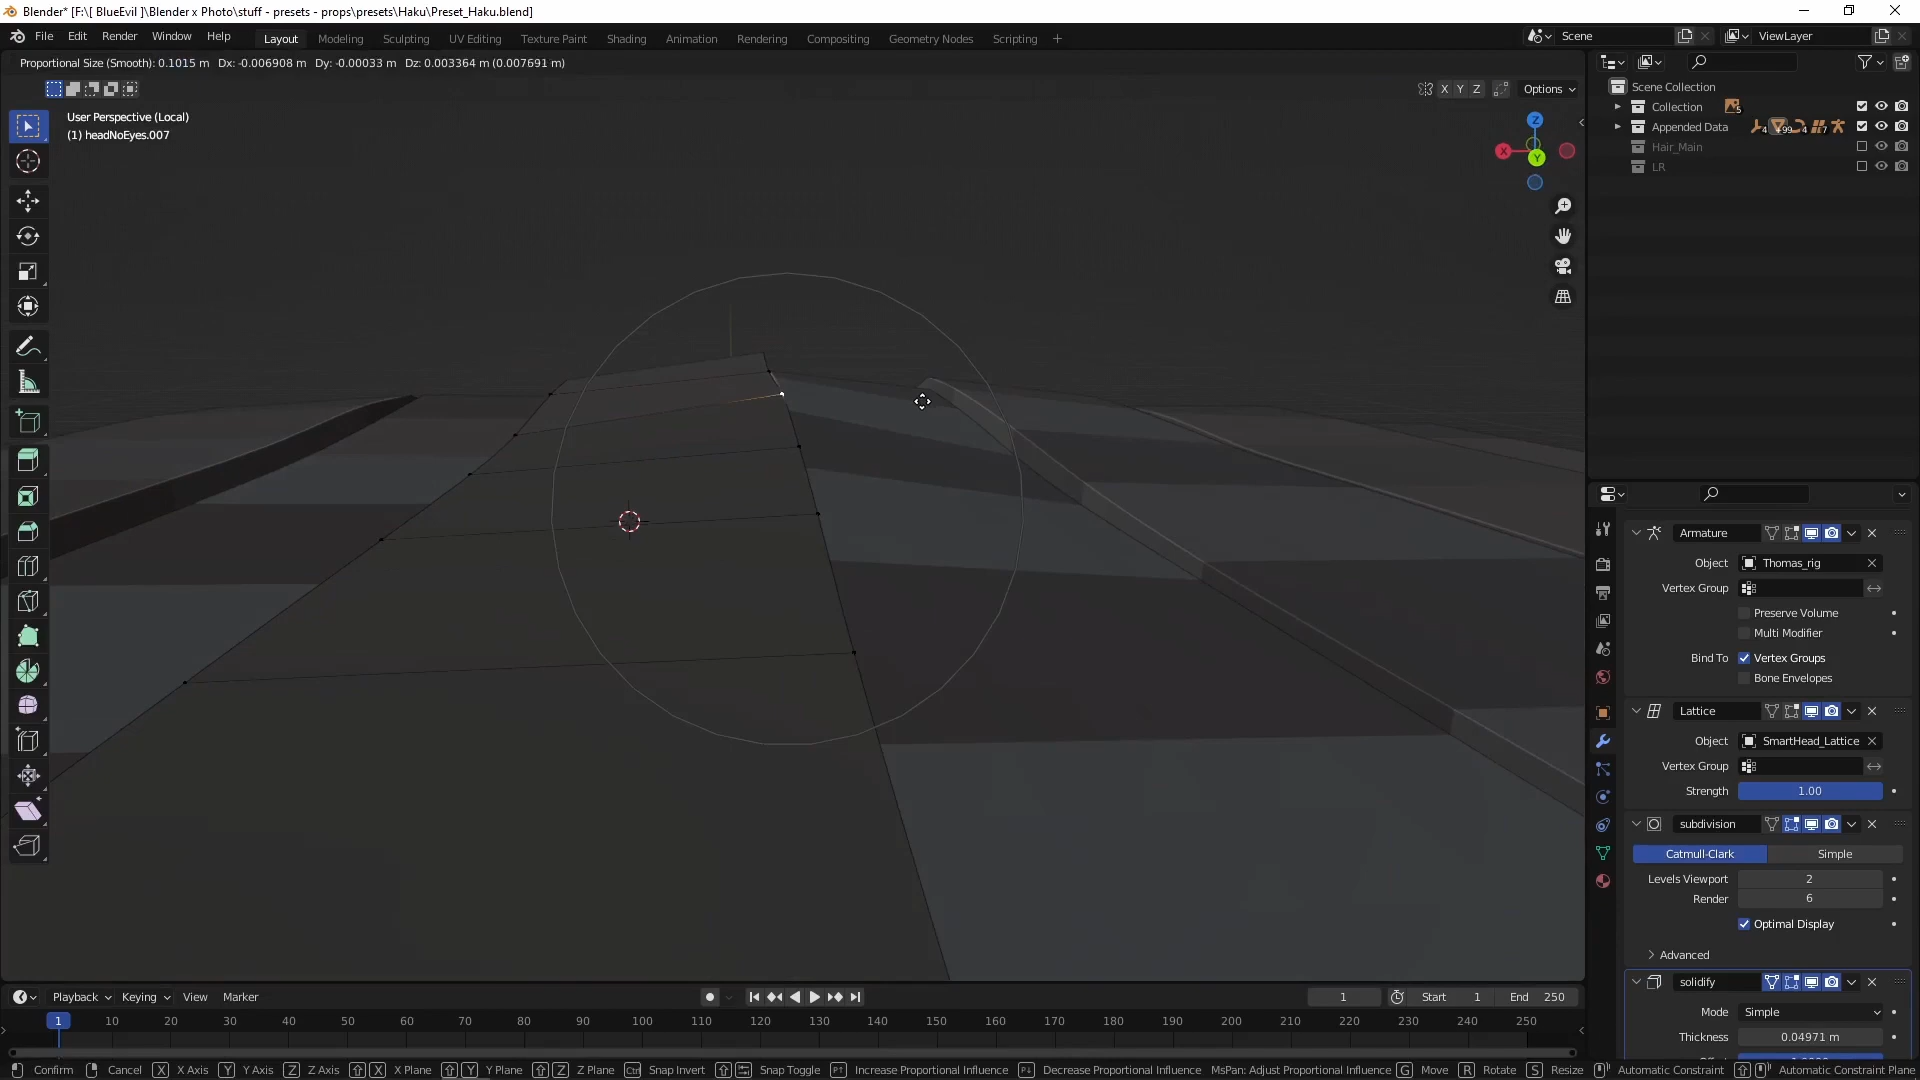 Blender* [F:\[ BlueEvil ]\Blender x Photo\stuff - presets - props\presets\Haku\Preset_Haku.blend]
File Edit Render Window Help Layout Modeling Sculpting UV Editing Texture Paint Shading Animation Rendering Compositing Geometry Nodes Scripting + Scene ViewLayer
Proportional Size (Smooth): 0.1015 m Dx: -0.006908 m Dy: -0.00033 m Dz: 0.003364 m (0.007691 m)
X Y Z Options
User Perspective (Local)
(1) headNoEyes.007
Z
X
Y
Scene Collection
Collection 5
Appended Data 4 +99 4 7
Hair_Main
LR
Armature
Object Thomas_rig
Vertex Group
Preserve Volume
Multi Modifier
Bind To Vertex Groups
Bone Envelopes
Lattice
Object SmartHead_Lattice
Vertex Group
Strength 1.00
subdivision
Catmull-Clark Simple
Levels Viewport 2
Render 6
Optimal Display
Advanced
solidify
Mode Simple
Thickness 0.04971 m
Playback Keying View Marker 1 Start 1 End 250
1 10 20 30 40 50 60 70 80 90 100 110 120 130 140 150 160 170 180 190 200 210 220 230 240 250
Confirm Cancel X X Axis Y Y Axis Z Z Axis X X Plane Y Y Plane Z Z Plane Ctrl Snap Invert Snap Toggle Increase Proportional Influence Decrease Proportional Influence MsPan: Adjust Proportional Influence G Move R Rotate S Resize Automatic Constraint Automatic Constraint Plane